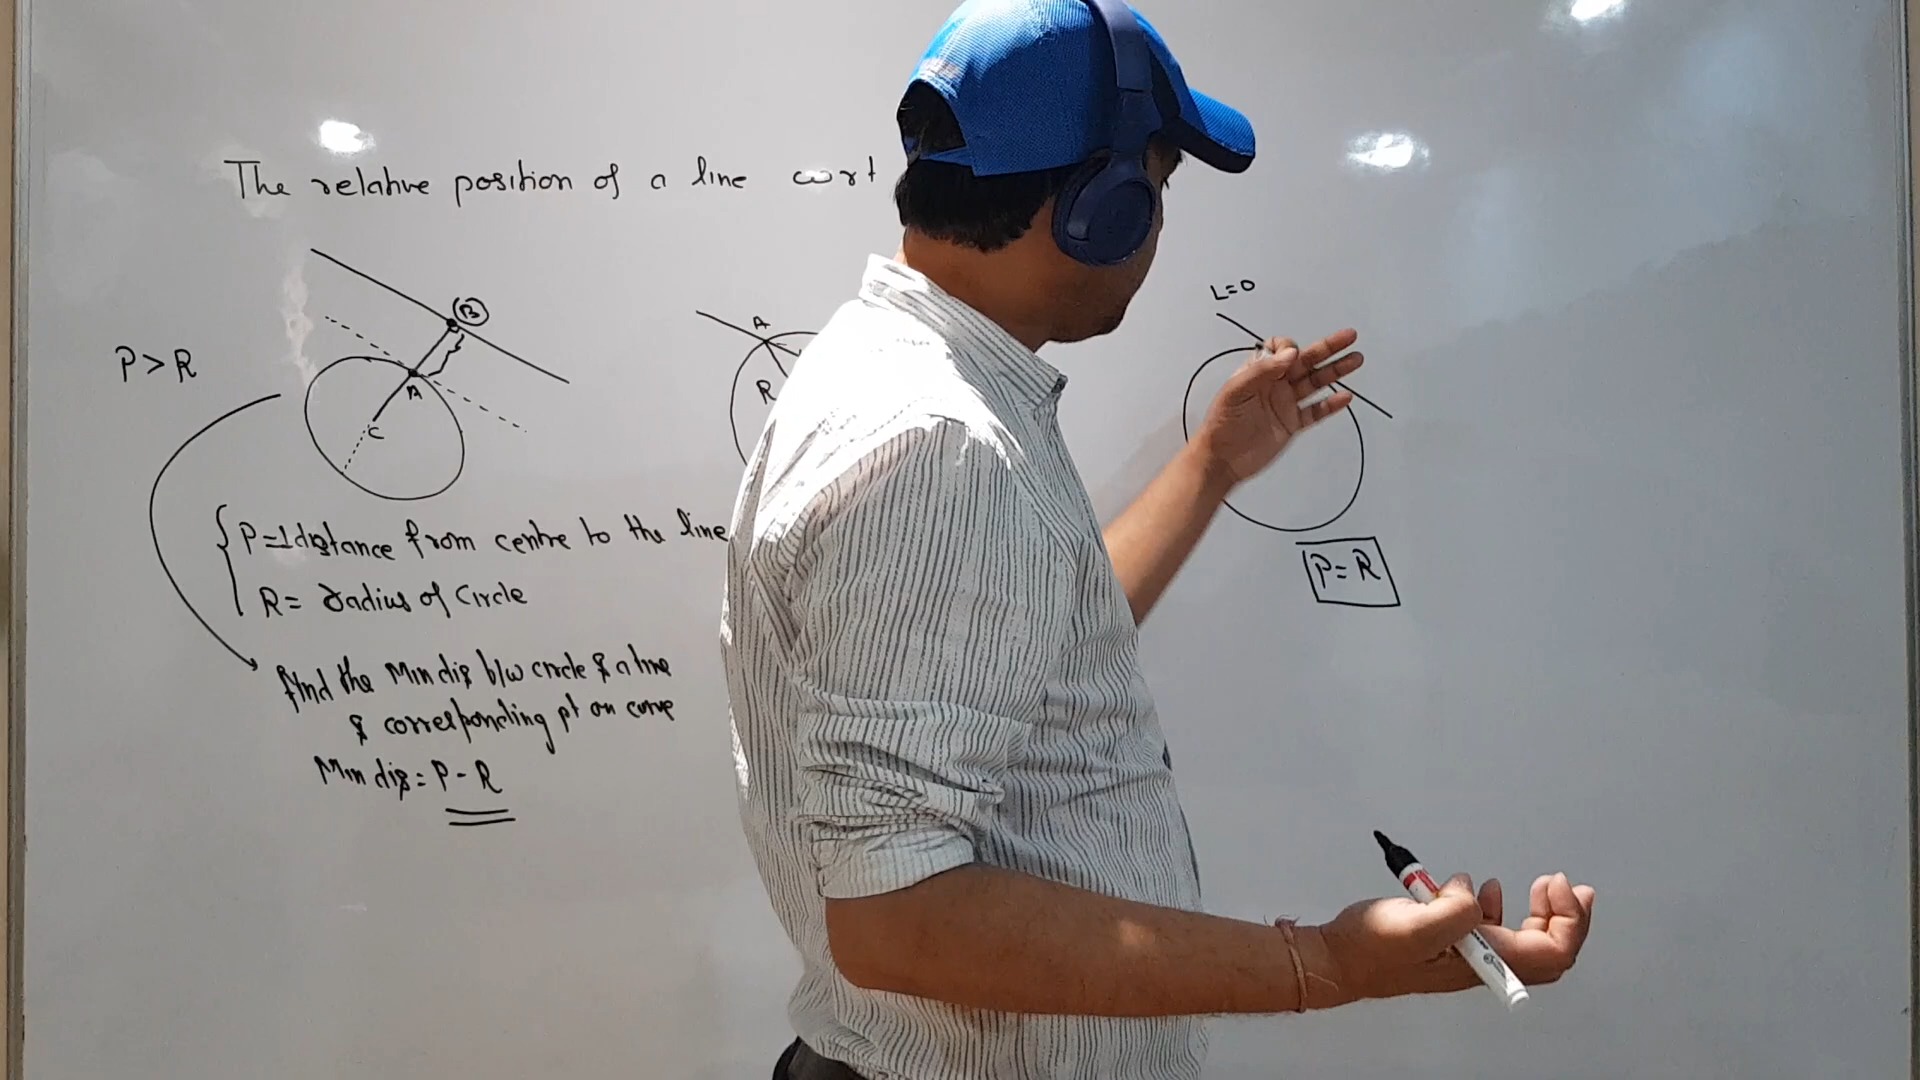 The relative position of a line wrt
L=0
B
A
P > R
A
R
C
P=⊥distance from centre to the line
P=R
R= radius of Circle
find the Min dis b/w circle & a line
& corresponding pt on curve
Min dis = P - R